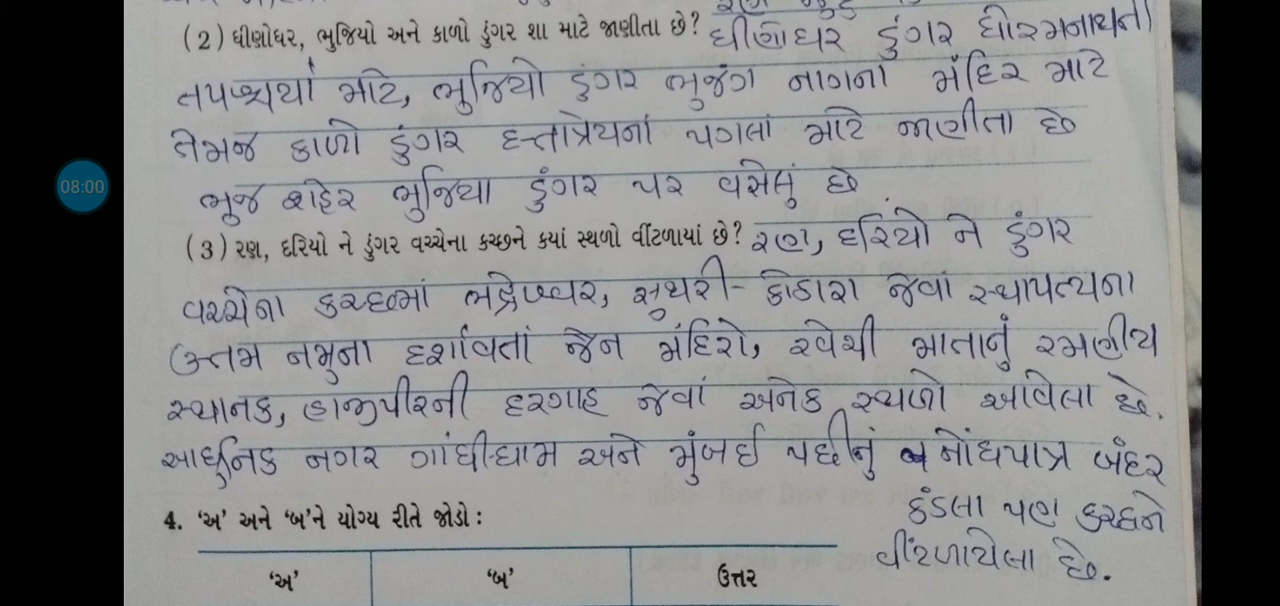 (2) ધીણોધર, ભુજિયો અને કાળો ડુંગર શા માટે જાણીતા છે? ધીણોધર ડુંગર ધોરમનાથની
તપશ્ચર્યા માટે, ભુજિયો ડુંગર ભુજંગ નાગના મંદિર માટે
તેમજ કાળો ડુંગર દત્તાત્રેયનાં પગલાં માટે જાણીતા છે
ભુજ શહેર ભુજિયા ડુંગર પર વસેલું છે
08:00
(3) રણ, દરિયો ને ડુંગર વચ્ચેના કચ્છને કયાં સ્થળો વીંટળાયાં છે? રણ, દરિયો ને ડુંગર
વચ્ચેના કચ્છમાં ભદ્રેશ્વર, સુથરી - કોઠારા જેવાં સ્થાપત્યના
ઉત્તમ નમુના દર્શાવતાં જૈન મંદિરો, રવેચી માતાનું રમણીય
સ્થાનક, હાજીપીરની દરગાહ જેવાં અનેક સ્થળો આવેલા છે.
આધુનિક નગર ગાંધીધામ અને મુંબઈ પછીનું નોંધપાત્ર બંદર
કંડલા પણ કચ્છને
વીંટળાયેલા છે.
4. ‘અ’ અને ‘બ’ને યોગ્ય રીતે જોડો :
‘અ’ ‘બ’ ઉત્તર